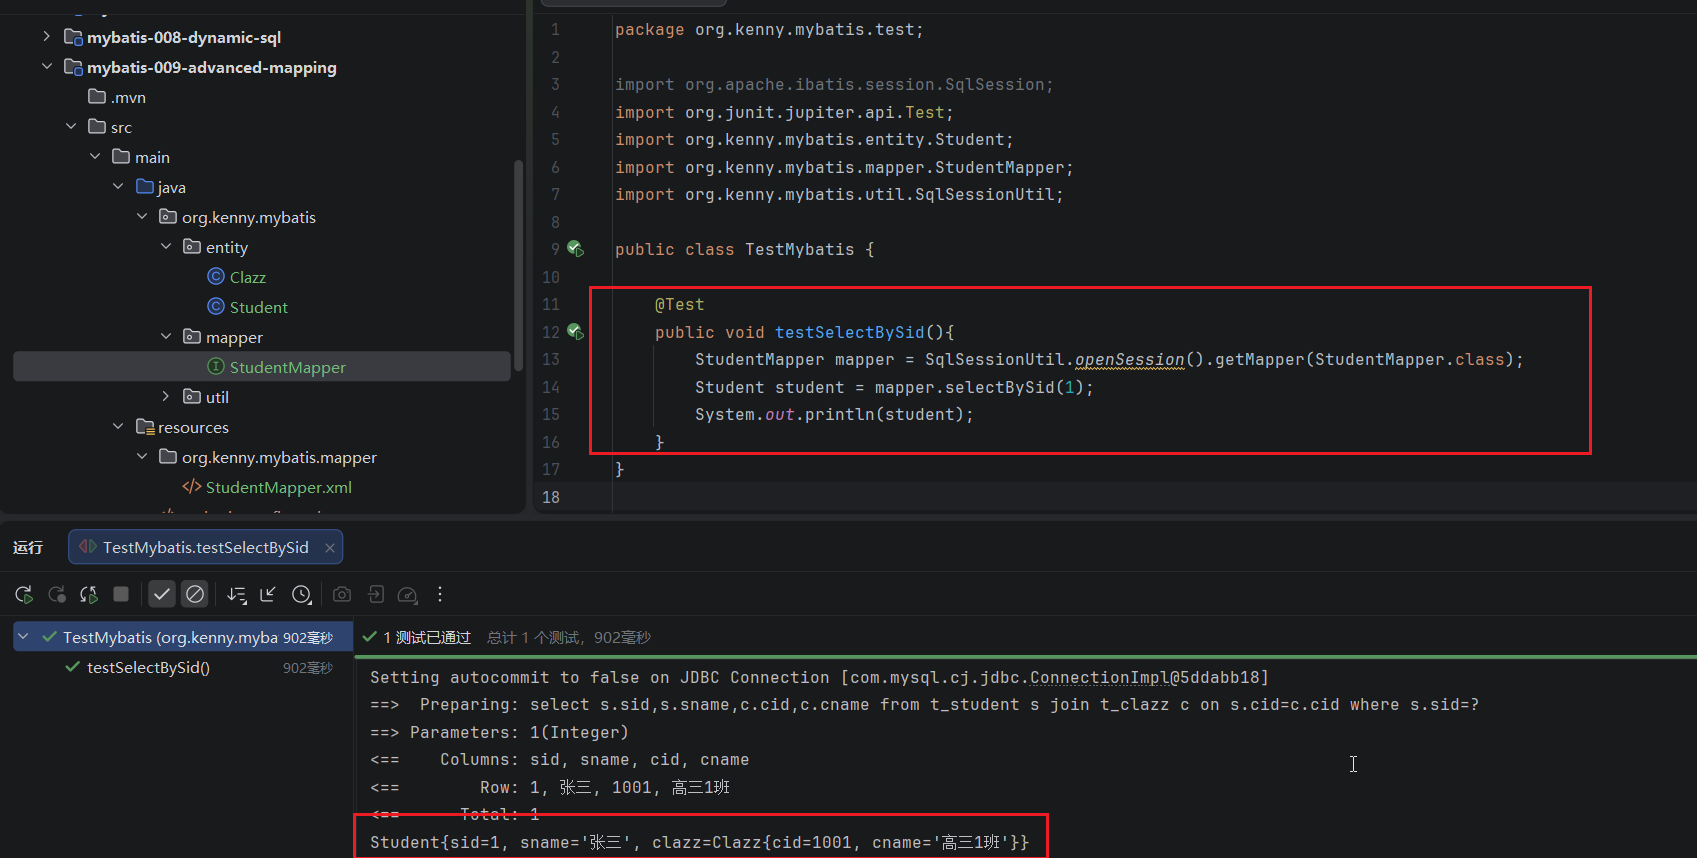 mybatis-008-dynamic-sql
mybatis-009-advanced-mapping
.mvn
src
main
java
org.kenny.mybatis
entity
Clazz
Student
mapper
StudentMapper
util
resources
org.kenny.mybatis.mapper
StudentMapper.xml
1 package org.kenny.mybatis.test;
2
3 import org.apache.ibatis.session.SqlSession;
4 import org.junit.jupiter.api.Test;
5 import org.kenny.mybatis.entity.Student;
6 import org.kenny.mybatis.mapper.StudentMapper;
7 import org.kenny.mybatis.util.SqlSessionUtil;
8
9 public class TestMybatis {
10
11 @Test
12 public void testSelectBySid(){
13 StudentMapper mapper = SqlSessionUtil.openSession().getMapper(StudentMapper.class);
14 Student student = mapper.selectBySid(1);
15 System.out.println(student);
16 }
17 }
18
运行 TestMybatis.testSelectBySid
TestMybatis (org.kenny.myba 902毫秒
testSelectBySid() 902毫秒
1 测试已通过 总计 1 个测试, 902毫秒
Setting autocommit to false on JDBC Connection [com.mysql.cj.jdbc.ConnectionImpl@5ddabb18]
==>  Preparing: select s.sid,s.sname,c.cid,c.cname from t_student s join t_clazz c on s.cid=c.cid where s.sid=?
==> Parameters: 1(Integer)
<==    Columns: sid, sname, cid, cname
<==        Row: 1, 张三, 1001, 高三1班
<==      Total: 1
Student{sid=1, sname='张三', clazz=Clazz{cid=1001, cname='高三1班'}}